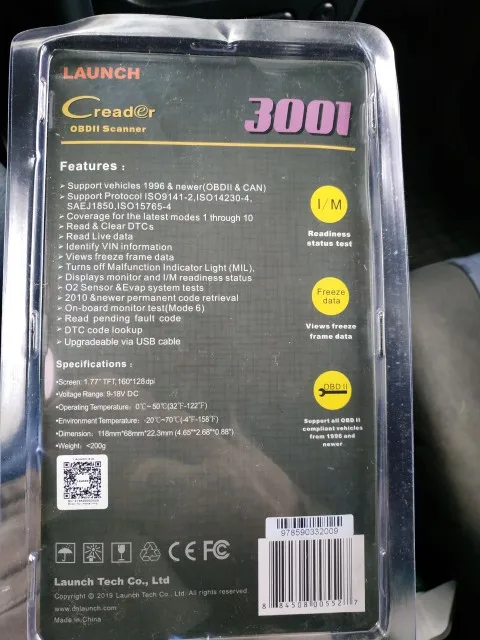 LAUNCH
Creader
OBDII Scanner
3001
Features :
➤ Support vehicles 1996 & newer(OBDII & CAN)
➤ Support Protocol ISO9141-2,ISO14230-4,
SAEJ1850,ISO15765-4
➤ Coverage for the latest modes 1 through 10
➤ Read & Clear DTCs
➤ Read Live data
➤ Identify VIN information
➤ Views freeze frame data
➤ Turns off Malfunction Indicator Light (MIL),
Displays monitor and I/M readiness status
➤ O2 Sensor &Evap system tests
➤ 2010 &newer permanent code retrieval
➤ On-board monitor test(Mode 6)
➤ Read pending fault code
➤ DTC code lookup
➤ Upgradeable via USB cable
I/M
Readiness
status test
Freeze
data
Views freeze
frame data
OBD II
Support all OBD II
compliant vehicles
from 1996 and
newer
Specifications :
•Screen: 1.77" TFT,160*128dpi
•Voltage Range: 9-18V DC
•Operating Temperature: 0℃~ 50℃(32℉-122℉)
•Environment Temperature: -20℃~70℃(-4℉-158℉)
•Dimension: 118mm*68mm*22.3mm (4.65"*2.68"*0.88")
•Weight: <200g
CE FC
Launch Tech Co., Ltd
Copyright © 2019 Launch Tech Co., Ltd. All rights reserved.
www.cnlaunch.com
Made in China
978590332009
8 84508 00552 7